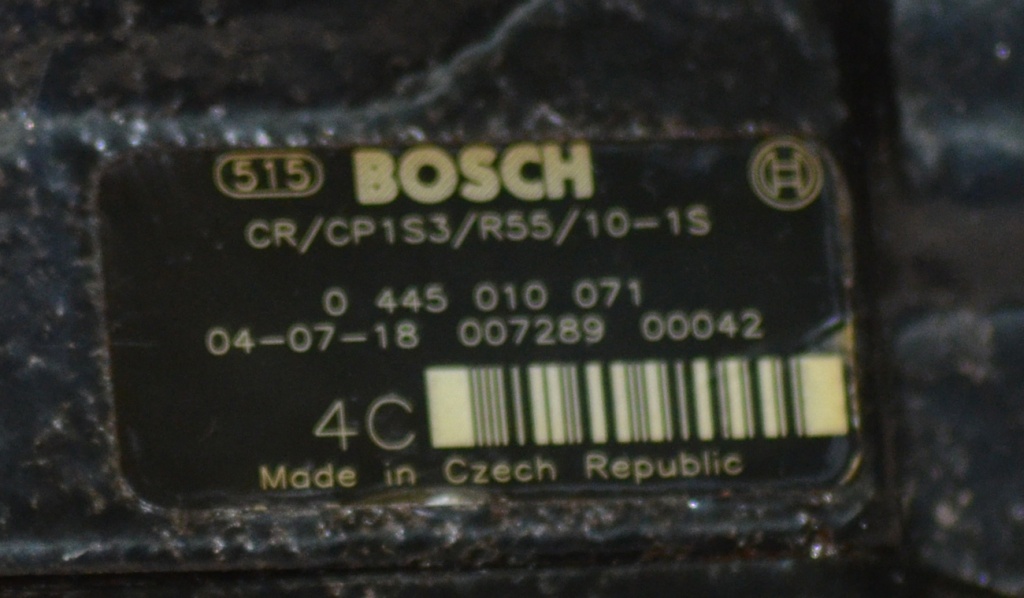 515 BOSCH H
CR/CP1S3/R55/10-1S
0 445 010 071
04-07-18 007289 00042
4C
Made in Czech Republic